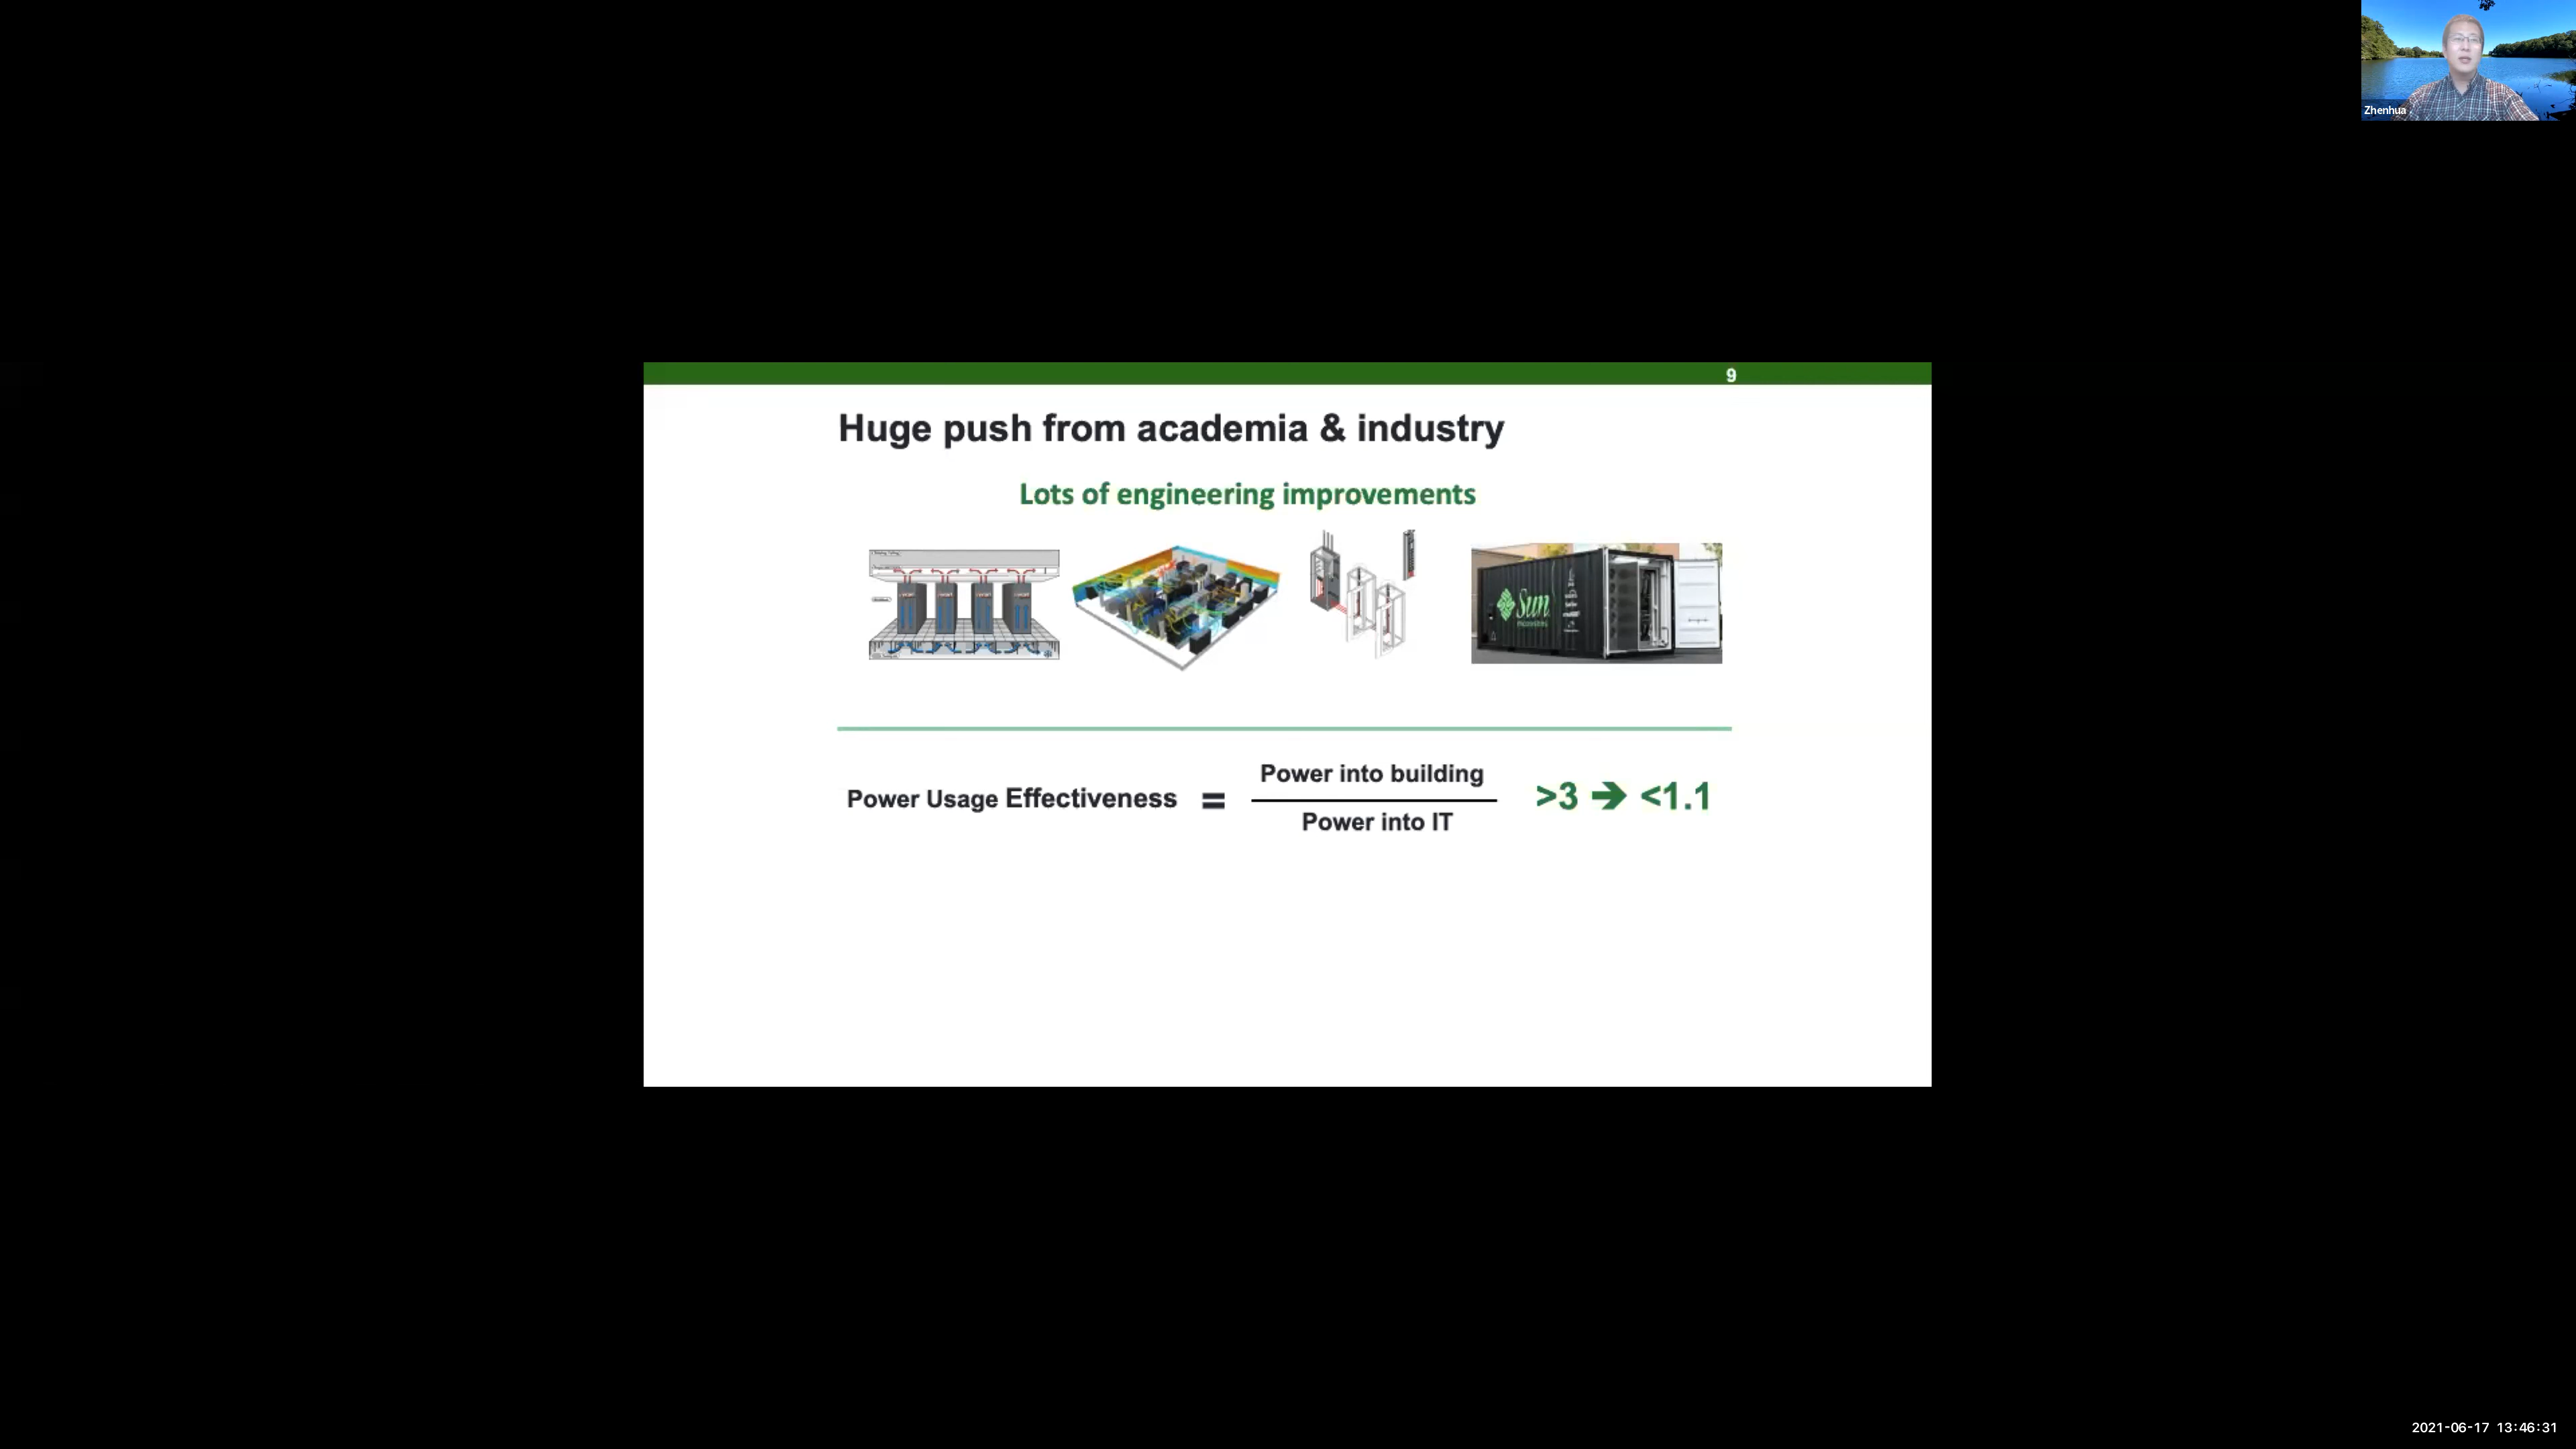 Zhenhua
9
Huge push from academia & industry
Lots of engineering improvements
Sun
Power Usage Effectiveness = Power into building
Power into IT
>3 ➔ <1.1
2021-06-17 13:46:31